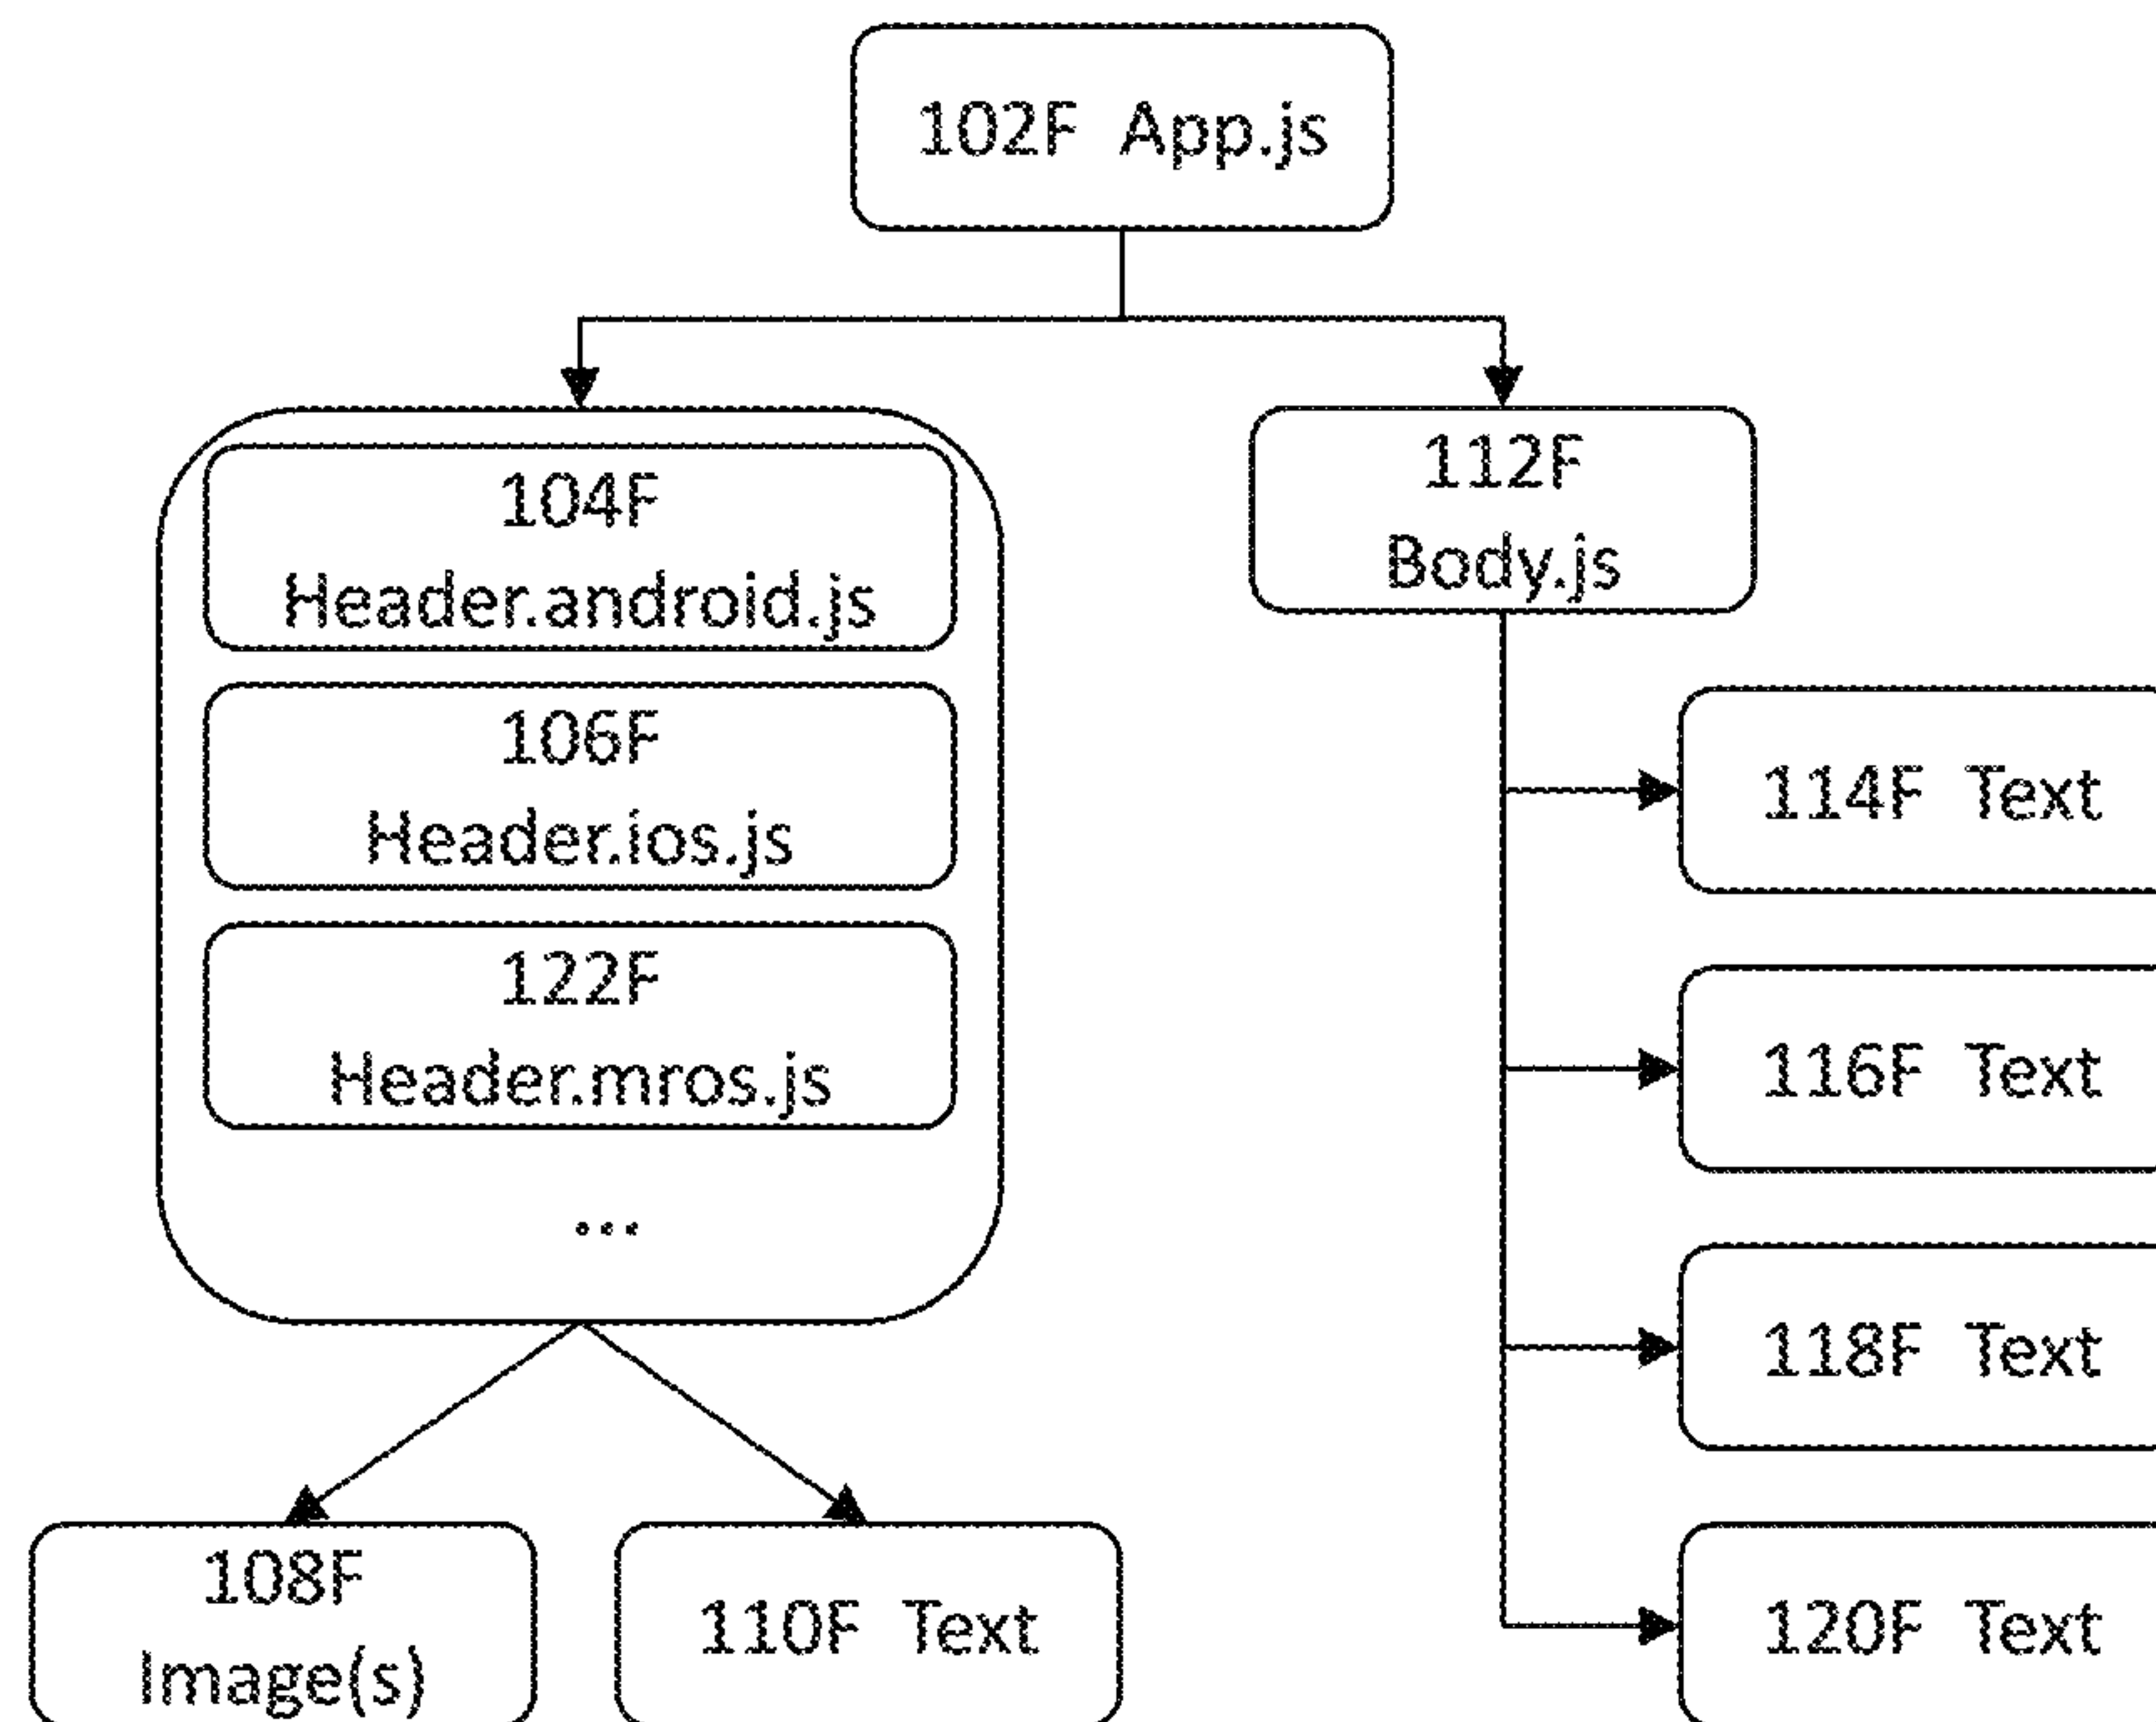 102F App.js
104F
Header.android.js
106F
Header.ios.js
122F
Header.mros.js
...
108F
Image(s)
110F Text
112F
Body.js
114F Text
116F Text
118F Text
120F Text